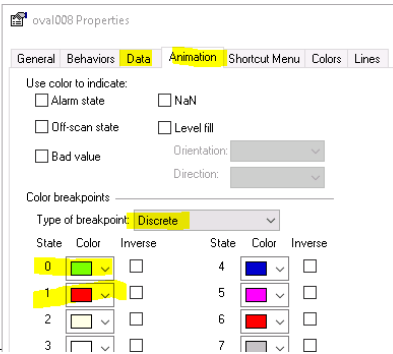 oval008 Properties
General Behaviors Data Animation Shortcut Menu Colors Lines
Use color to indicate:
Alarm state NaN
Off-scan state Level fill
Bad value Orientation:
Direction:
Color breakpoints
Type of breakpoint: Discrete
State Color Inverse State Color Inverse
0 4
1 5
2 6
3 7